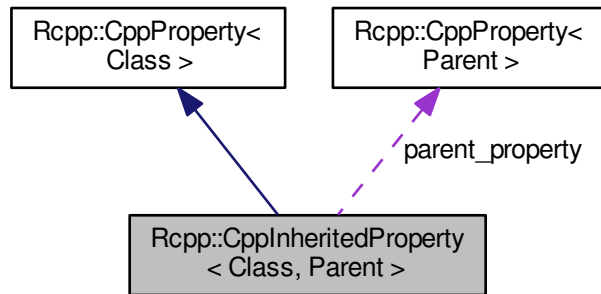 Rcpp::CppProperty<
Class >
Rcpp::CppProperty<
Parent >
parent_property
Rcpp::CppInheritedProperty
< Class, Parent >